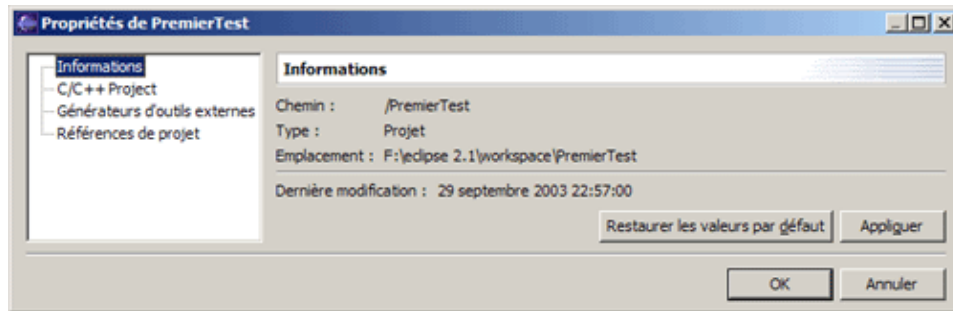 Propriétés de PremierTest
Informations
C/C++ Project
Générateurs d'outils externes
Références de projet
Informations
Chemin : /PremierTest
Type : Projet
Emplacement : F:\eclipse 2.1\workspace\PremierTest
Dernière modification : 29 septembre 2003 22:57:00
Restaurer les valeurs par défaut Appliquer
OK Annuler